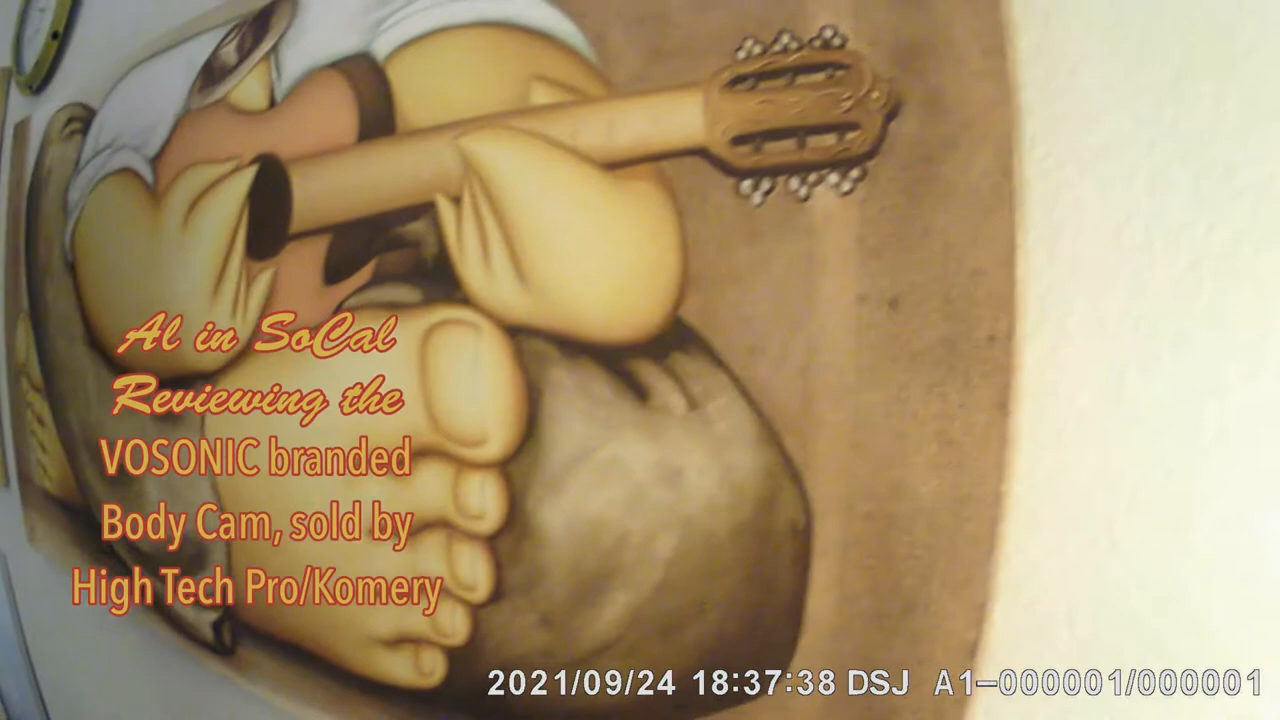 Al in SoCal
Reviewing the
VOSONIC branded
Body Cam, sold by
High Tech Pro/Komery
2021/09/24 18:37:38 DSJ A1-000001/000001